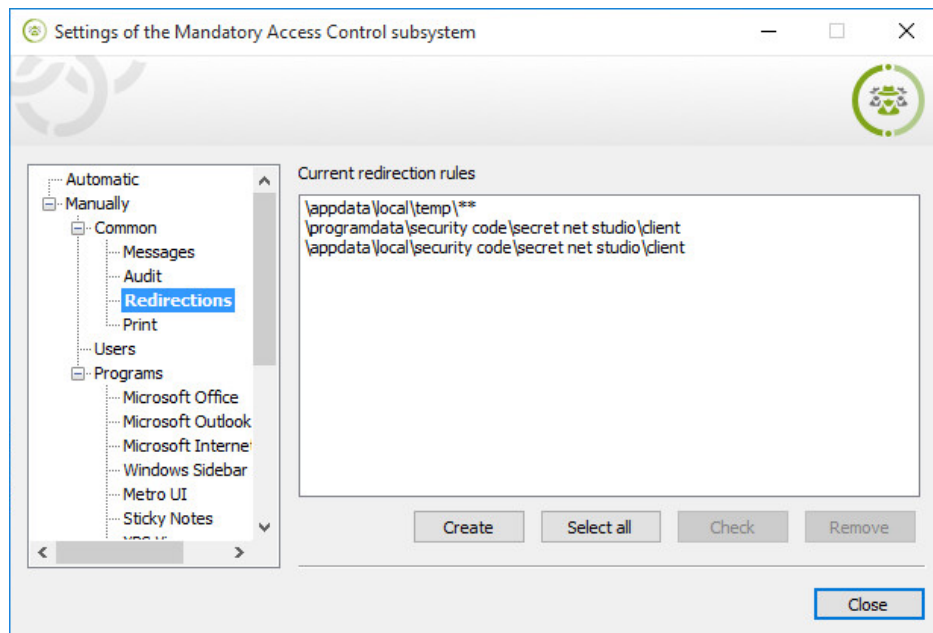 Settings of the Mandatory Access Control subsystem
Automatic
Manually
Common
Messages
Audit
Redirections
Print
Users
Programs
Microsoft Office
Microsoft Outlook
Microsoft Interne
Windows Sidebar
Metro UI
Sticky Notes
Current redirection rules
\appdata\local\temp\**
\programdata\security code\secret net studio\client
\appdata\local\security code\secret net studio\client
Create
Select all
Check
Remove
Close